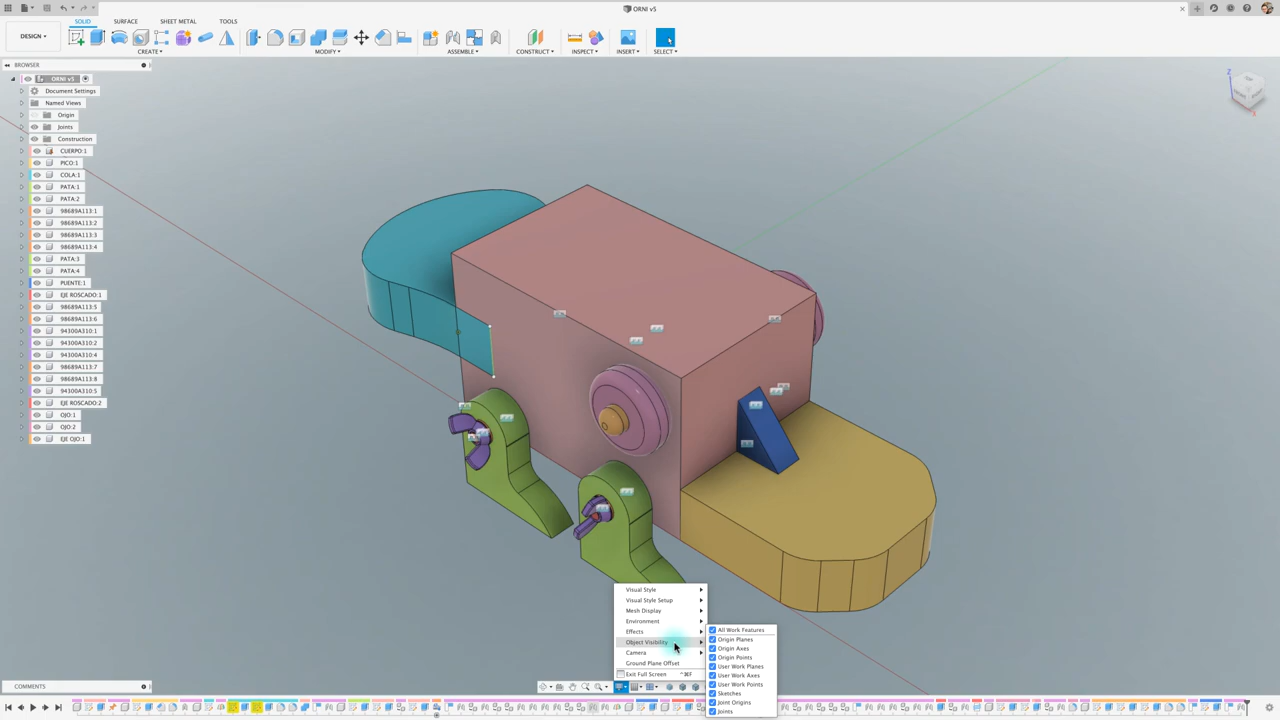 ORNI v5
SOLID SURFACE SHEET METAL TOOLS
DESIGN
CREATE MODIFY ASSEMBLE CONSTRUCT INSPECT INSERT SELECT
BROWSER
ORNI v5
Document Settings
Named Views
Origin
Joints
Construction
CUERPO:1
PICO:1
COLA:1
PATA:1
PATA:2
98689A113:1
98689A113:2
98689A113:3
98689A113:4
PATA:3
PATA:4
PUENTE:1
EJE ROSCADO:1
98689A113:5
98689A113:6
94300A310:1
94300A310:2
94300A310:4
98689A113:7
98689A113:8
94300A310:5
EJE ROSCADO:2
OJO:1
OJO:2
EJE OJO:1
Z
X
Visual Style
Visual Style Setup
Mesh Display
Environment
Effects
Object Visibility
Camera
Ground Plane Offset
Exit Full Screen ^⌘F
All Work Features
Origin Planes
Origin Axes
Origin Points
User Work Planes
User Work Axes
User Work Points
Sketches
Joint Origins
Joints
COMMENTS